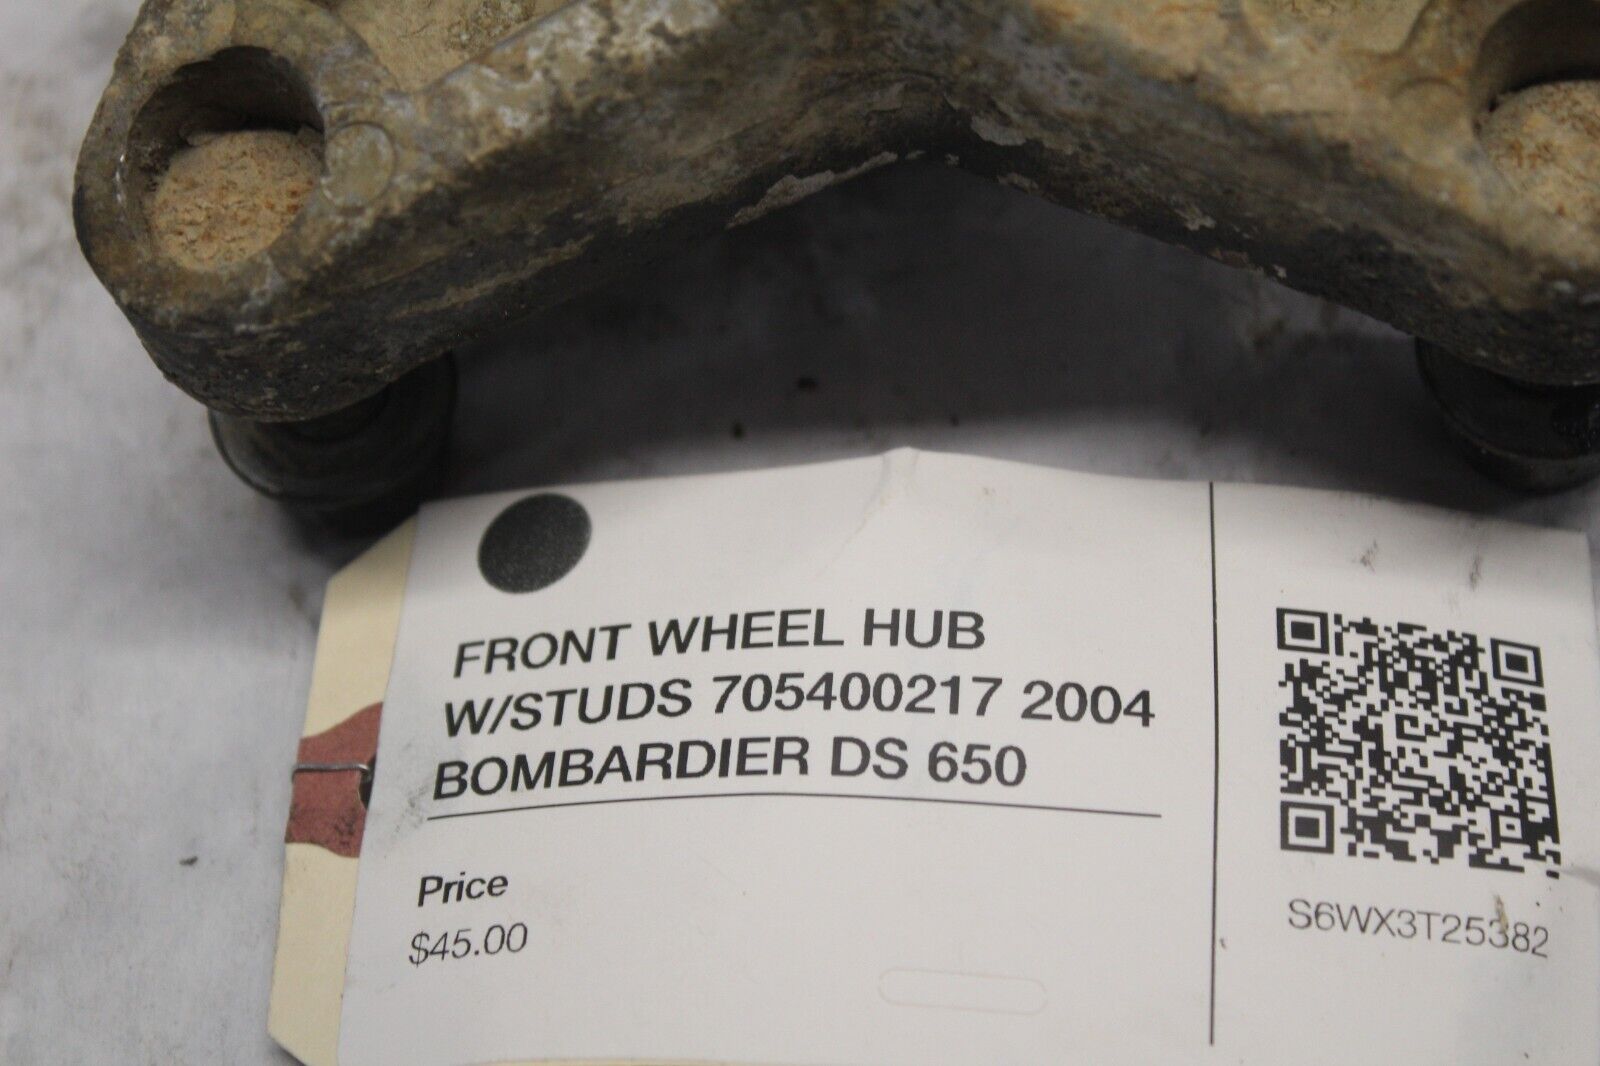 FRONT WHEEL HUB
W/STUDS 705400217 2004
BOMBARDIER DS 650
Price
$45.00
S6WX3T25382